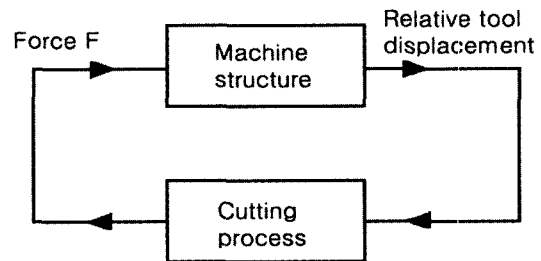 Force F
Machine
structure
Relative tool
displacement
Cutting
process